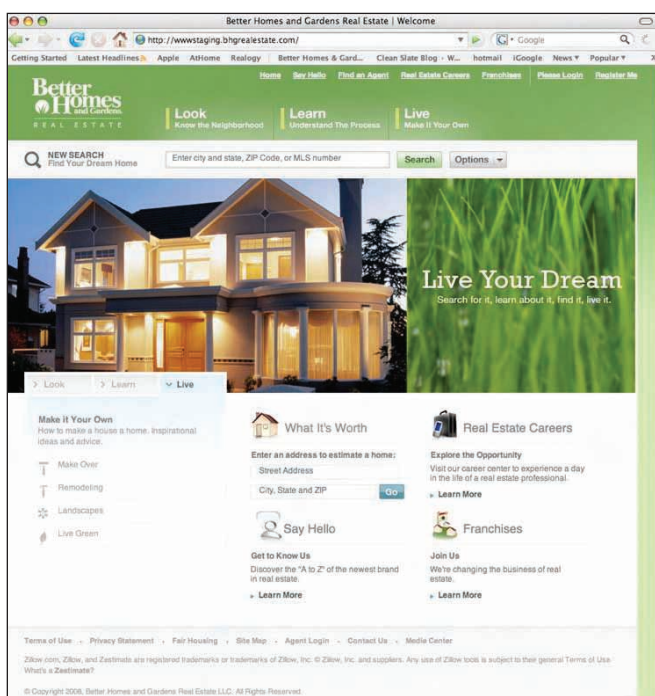 Better Homes and Gardens Real Estate | Welcome
http://wwwstaging.bhgrealestate.com/
G Google
Getting Started Latest Headlines Apple AtHome Realogy Better Homes & Gard... Clean Slate Blog - W... hotmail iGoogle News Popular
Home Say Hello Find an Agent Real Estate Careers Franchises Please Login Register Me
Better
Homes
and Gardens.
REAL ESTATE
Look Learn Live
Know the Neighborhood Understand The Process Make It Your Own
NEW SEARCH
Find Your Dream Home
Enter city and state, ZIP Code, or MLS number Search Options
Live Your Dream
Search for it, learn about it, find it, live it.
Look Learn Live
Make it Your Own
How to make a house a home. Inspirational
ideas and advice.
Make Over
Remodeling
Landscapes
Live Green
What It's Worth
Enter an address to estimate a home:
Street Address
City, State and ZIP Go
Real Estate Careers
Explore the Opportunity
Visit our career center to experience a day
in the life of a real estate professional.
Learn More
Say Hello
Get to Know Us
Discover the "A to Z" of the newest brand
in real estate.
Learn More
Franchises
Join Us
We're changing the business of real
estate.
Learn More
Terms of Use Privacy Statement Fair Housing Site Map Agent Login Contact Us Media Center
Zillow.com, Zillow, and Zestimate are registered trademarks or trademarks of Zillow, Inc. © Zillow, Inc. and suppliers. Any use of Zillow tools is subject to their general Terms of Use
What's a Zestimate?
© Copyright 2008, Better Homes and Gardens Real Estate LLC. All Rights Reserved.